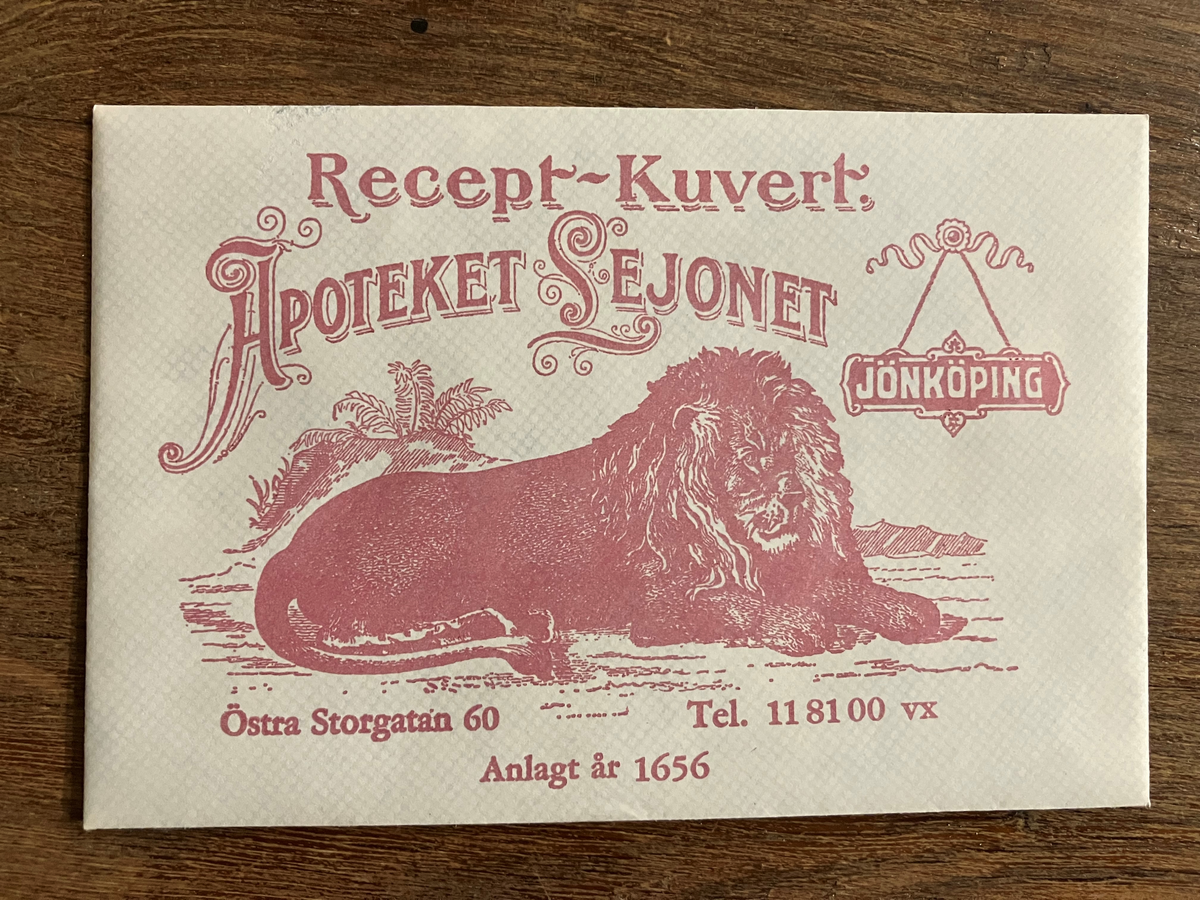 Recept-Kuvert.
APOTEKET LEJONET
JÖNKÖPING
Östra Storgatan 60
Tel. 11 81 00 vx
Anlagt år 1656